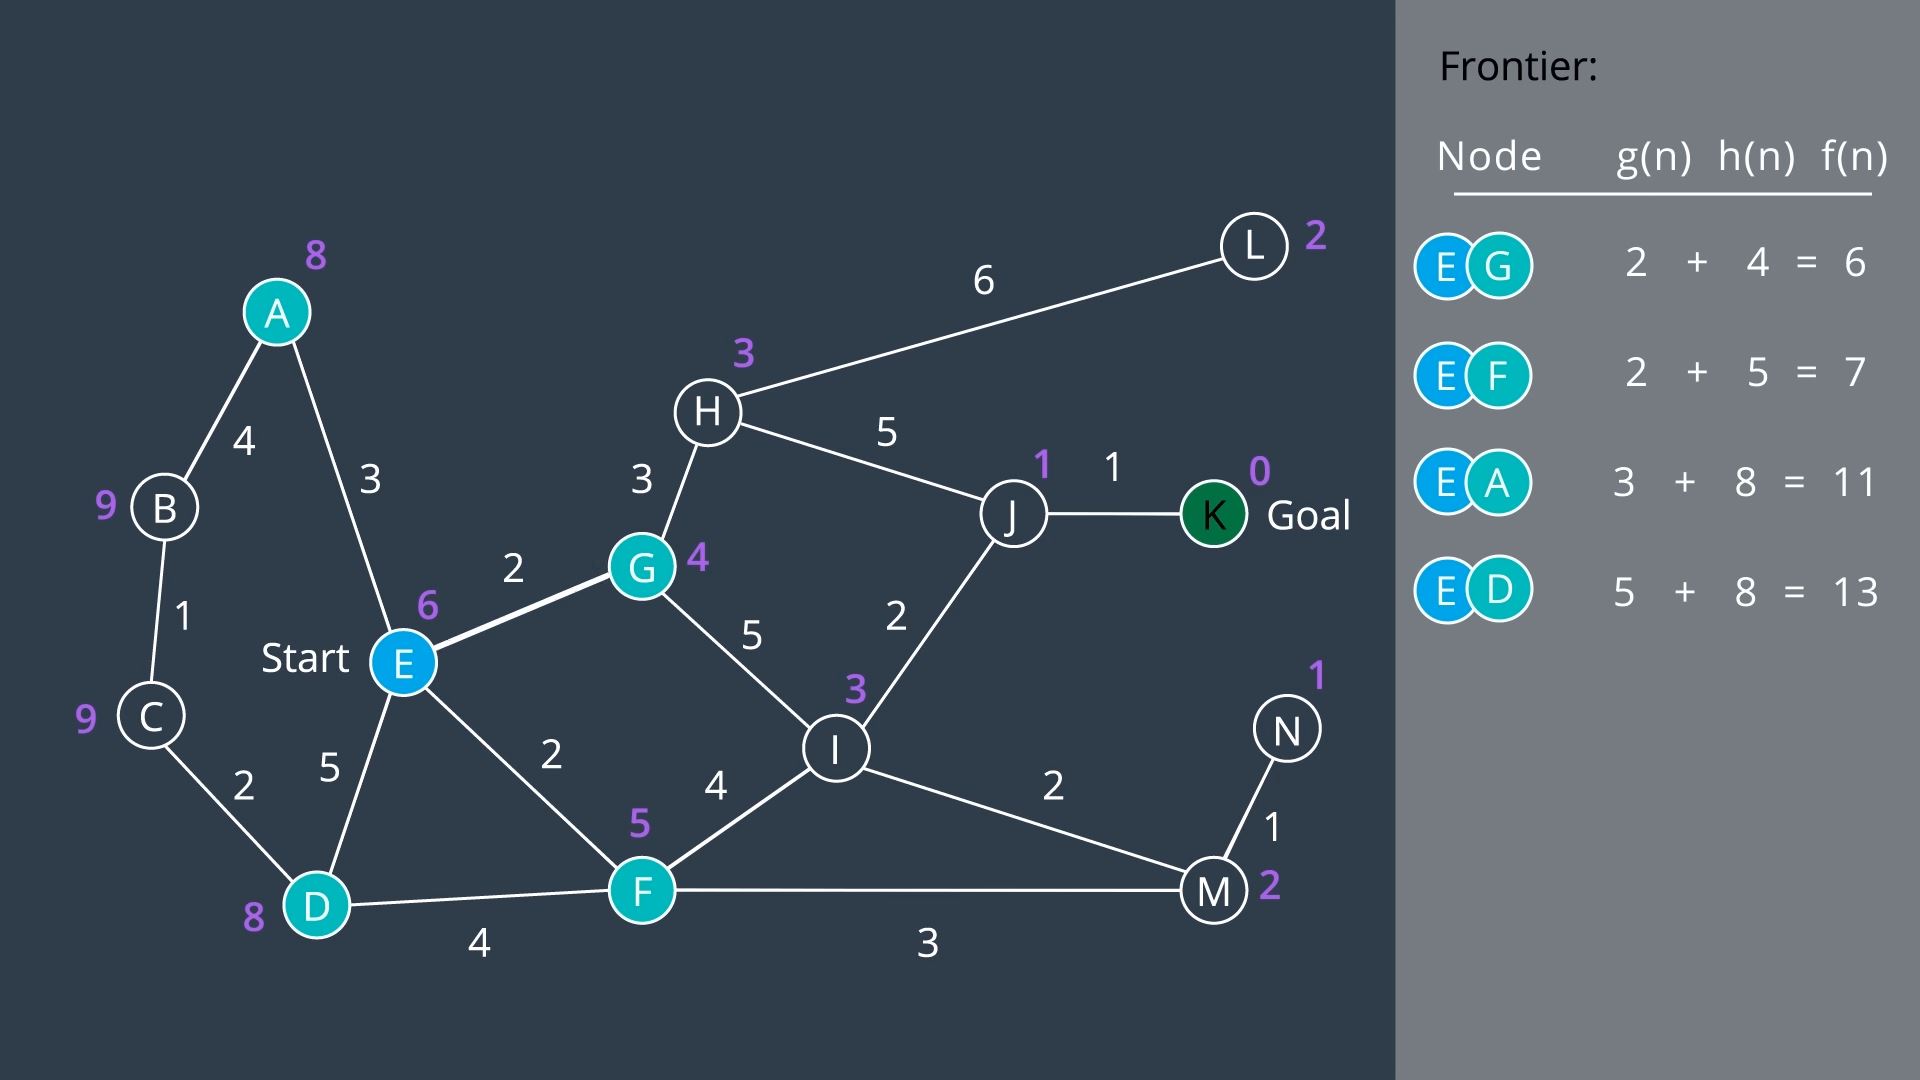 Frontier:
Node g(n) h(n) f(n)
E G 2 + 4 = 6
E F 2 + 5 = 7
E A 3 + 8 = 11
E D 5 + 8 = 13
L 2
8
6
A
3
H
4
5
3
1
1
0
9
B
3
J
K
Goal
2
G
4
1
6
5
2
Start
E
3
1
9
C
I
N
2
5
2
4
2
5
1
8
D
F
M
2
4
3